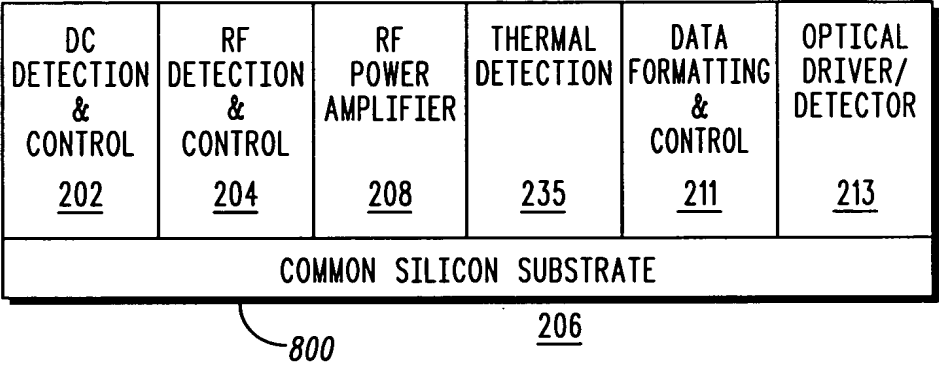 DC
DETECTION
&
CONTROL
202
RF
DETECTION
&
CONTROL
204
RF
POWER
AMPLIFIER
208
THERMAL
DETECTION
235
DATA
FORMATTING
&
CONTROL
211
OPTICAL
DRIVER/
DETECTOR
213
COMMON SILICON SUBSTRATE
206
800